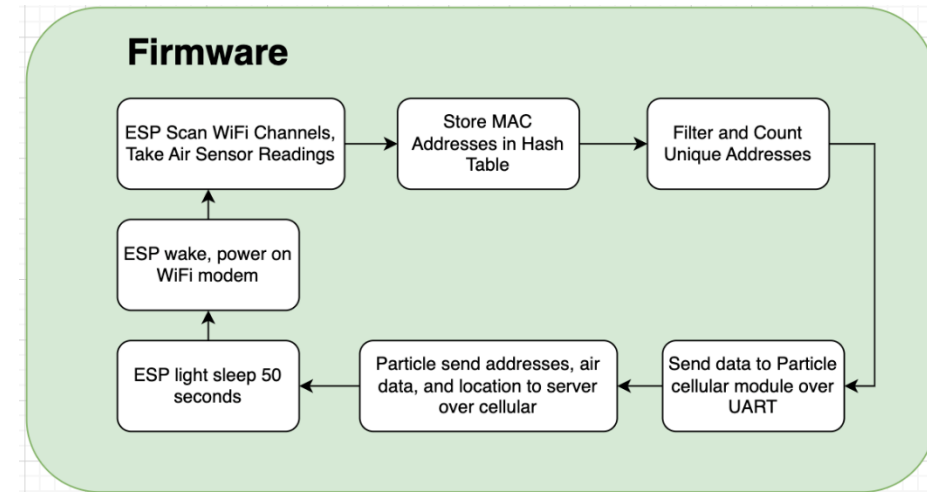 Firmware
ESP Scan WiFi Channels,
Take Air Sensor Readings
Store MAC
Addresses in Hash
Table
Filter and Count
Unique Addresses
ESP wake, power on
WiFi modem
ESP light sleep 50
seconds
Particle send addresses, air
data, and location to server
over cellular
Send data to Particle
cellular module over
UART